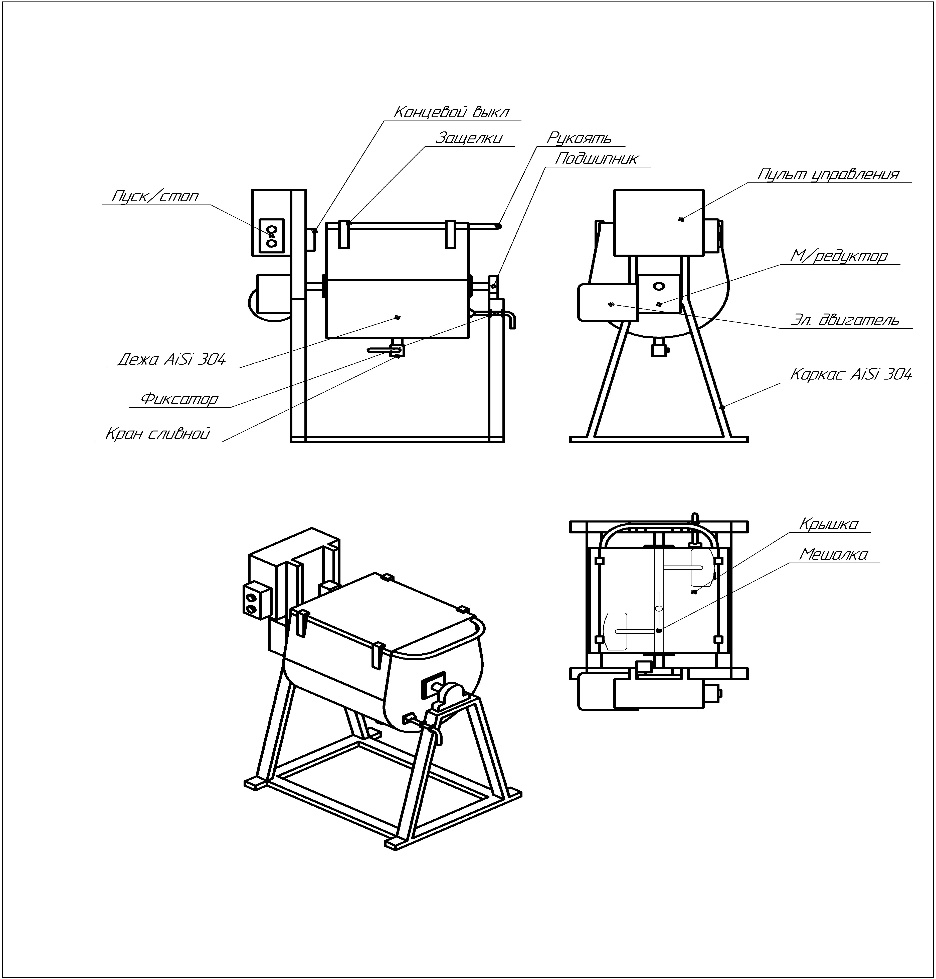 Концевой выкл
Защелки
Рукоять
Подшипник
Пульт управления
Пуск/стоп
М/редуктор
Эл. двигатель
Дежа AiSi 304
Каркас AiSi 304
Фиксатор
Кран сливной
Крышка
Мешалка